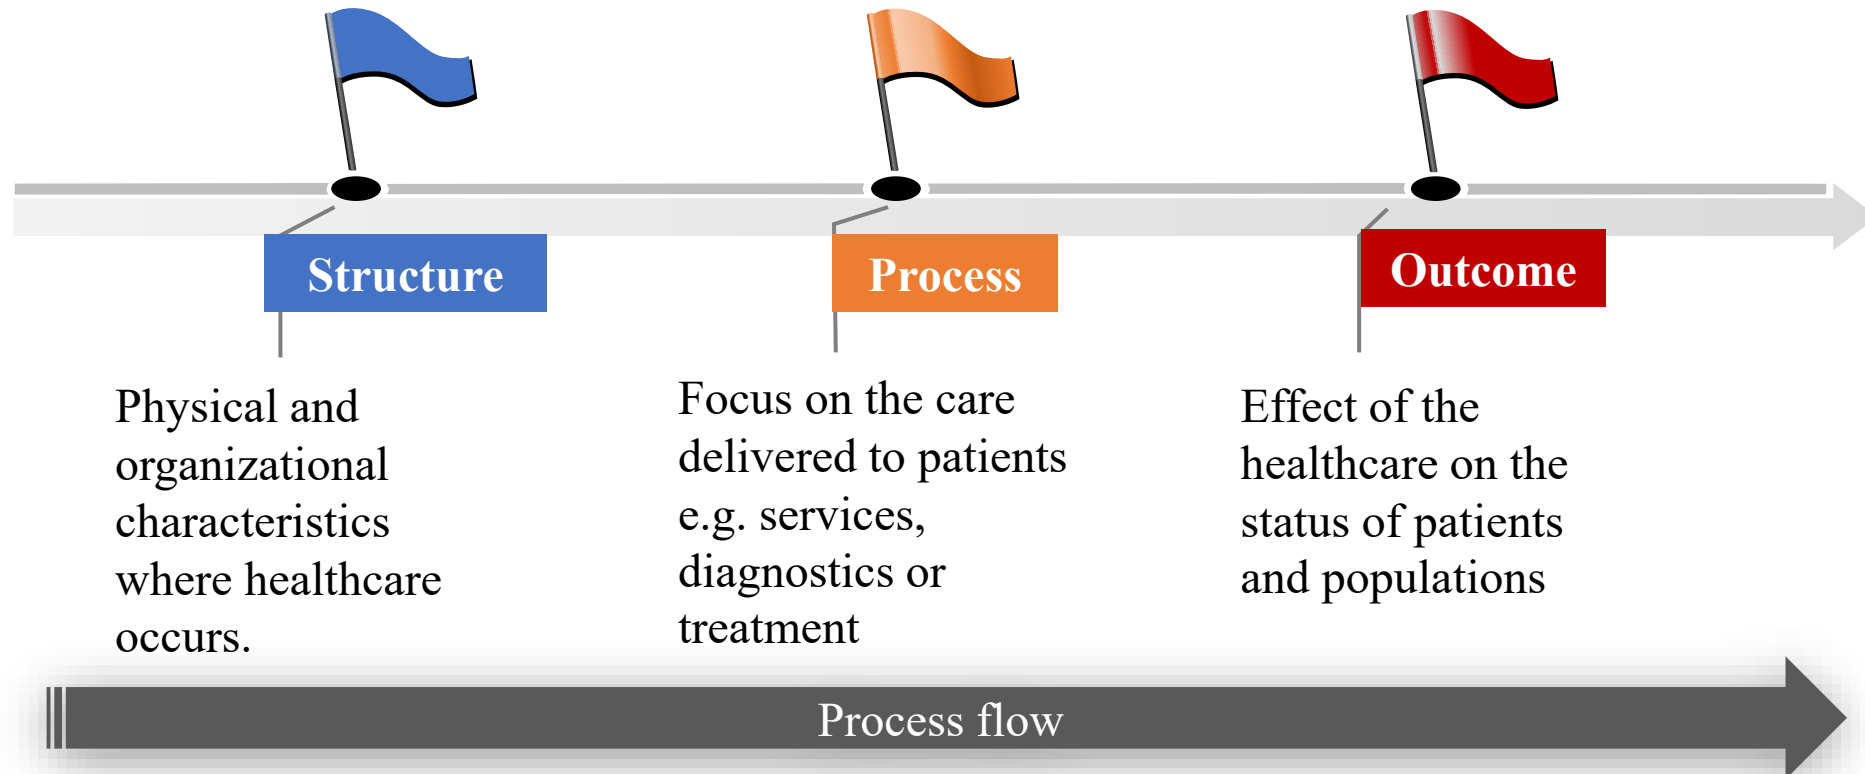 Structure
Process
Outcome
Physical and
organizational
characteristics
where healthcare
occurs.
Focus on the care
delivered to patients
e.g. services,
diagnostics or
treatment
Effect of the
healthcare on the
status of patients
and populations
Process flow